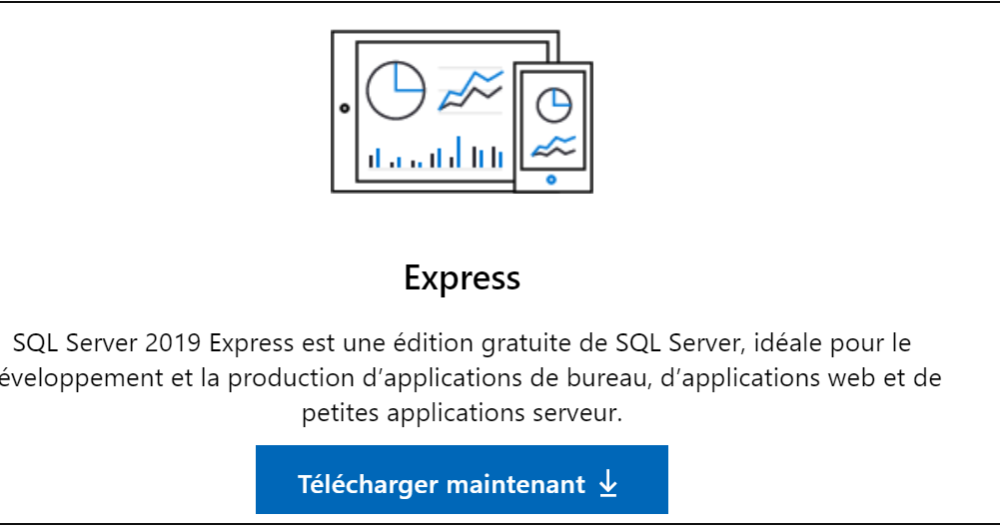 Express
SQL Server 2019 Express est une édition gratuite de SQL Server, idéale pour le
éveloppement et la production d’applications de bureau, d’applications web et de
petites applications serveur.
Télécharger maintenant